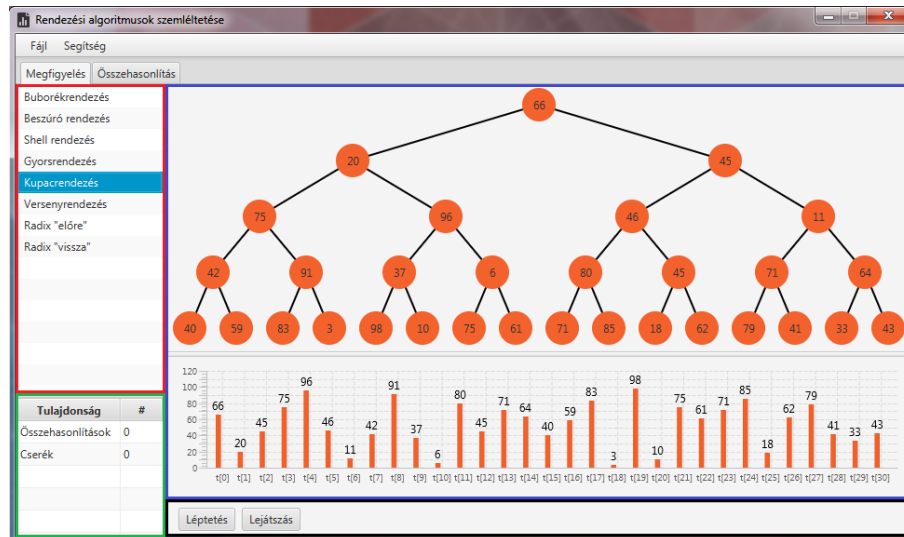 Rendezési algoritmusok szemléltetése
Fájl Segítség
Megfigyelés Összehasonlítás
Buborékrendezés
Beszúró rendezés
Shell rendezés
Gyorsrendezés
Kupacrendezés
Versenyrendezés
Radix "előre"
Radix "vissza"
66
20 45
75 96 46 11
42 91 37 6 80 45 71 64
40 59 83 3 98 10 75 61 71 85 18 62 79 41 33 43
Tulajdonság #
Összehasonlítások 0
Cserék 0
120
100
80
60
40
20
0
66 20 45 75 96 46 11 42 91 37 6 80 45 71 64 40 59 83 3 98 10 75 61 71 85 18 62 79 41 33 43
t[0] t[1] t[2] t[3] t[4] t[5] t[6] t[7] t[8] t[9] t[10] t[11] t[12] t[13] t[14] t[15] t[16] t[17] t[18] t[19] t[20] t[21] t[22] t[23] t[24] t[25] t[26] t[27] t[28] t[29] t[30]
Léptetés Lejátszás